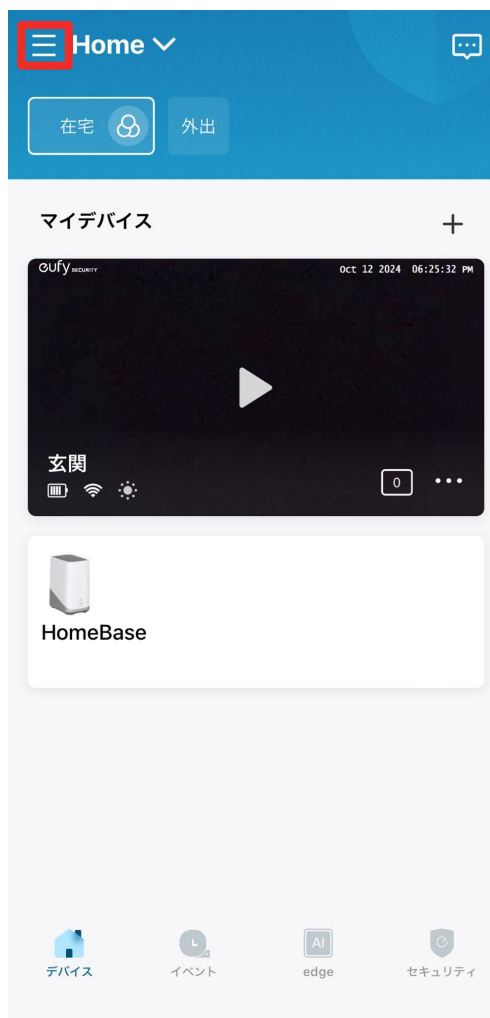 Home
在宅
外出
マイデバイス
eufy SECURITY
Oct 12 2024 06:25:32 PM
玄関
0
HomeBase
AI
デバイス
イベント
edge
セキュリティ